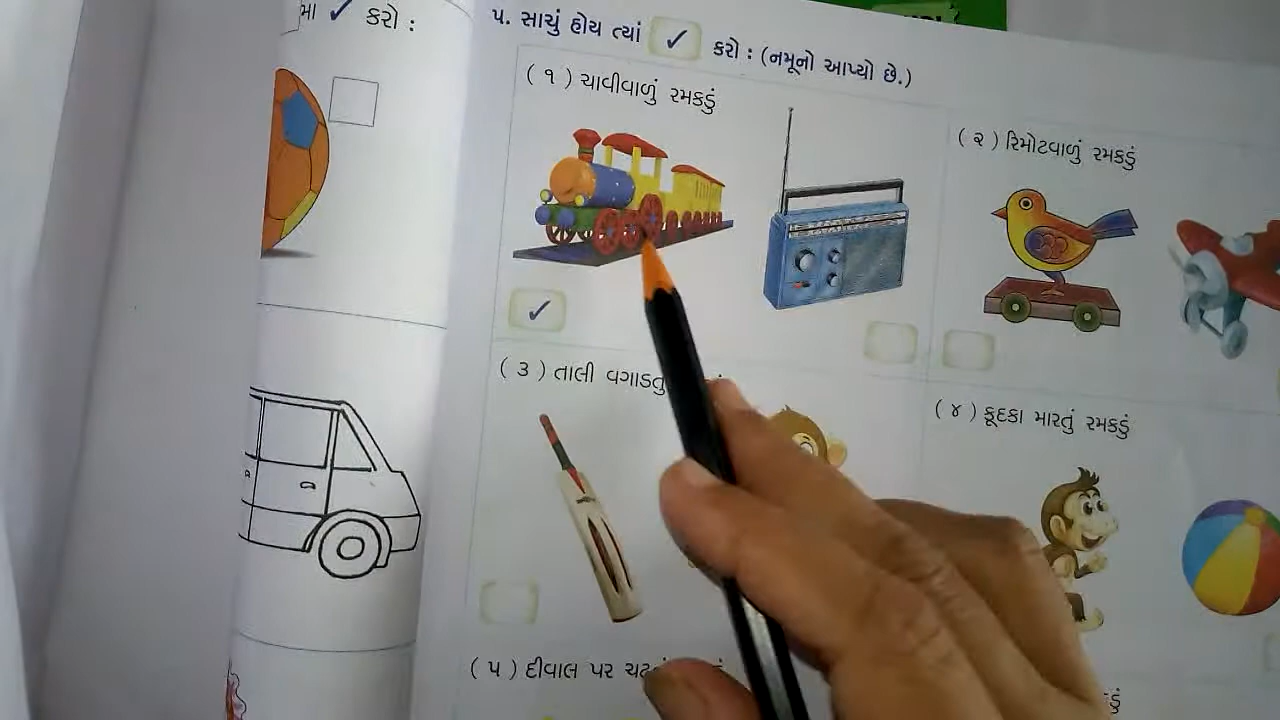 મા ✓ કરો :
૫. સાચું હોય ત્યાં ✓ કરો : (નમૂનો આપ્યો છે.)
( ૧ ) ચાવીવાળું રમકડું
( ૨ ) રિમોટવાળું રમકડું
( ૩ ) તાલી વગાડતુ
( ૪ ) કૂદકા મારતું રમકડું
( ૫ ) દીવાલ પર